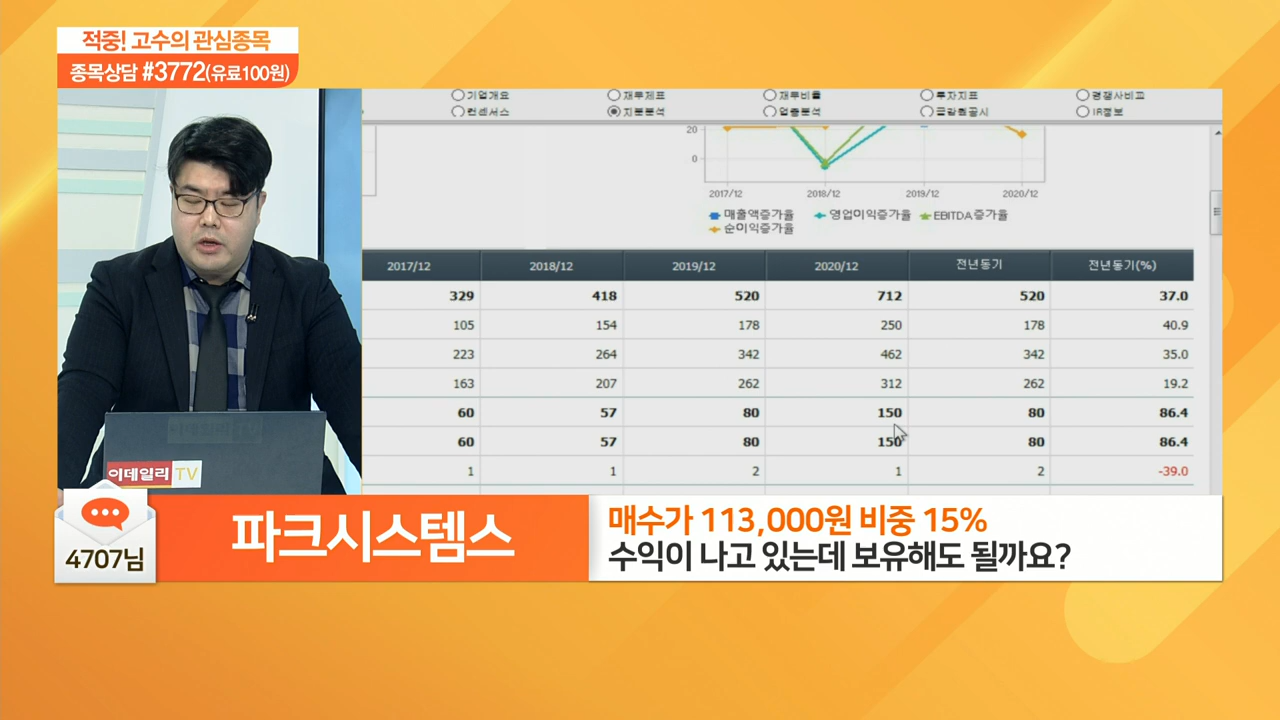 적중! 고수의 관심종목
종목상담 #3772(유료100원)
기업개요 재무제표 재무비율 투자지표 경쟁사비교
컨센서스 지분분석 업종분석 금감원공시 IR정보
20
0
2017/12 2018/12 2019/12 2020/12
매출액증가율 영업이익증가율 EBITDA증가율
순이익증가율
2017/12 2018/12 2019/12 2020/12 전년동기 전년동기(%)
329 418 520 712 520 37.0
105 154 178 250 178 40.9
223 264 342 462 342 35.0
163 207 262 312 262 19.2
60 57 80 150 80 86.4
60 57 80 150 80 86.4
1 1 2 1 2 -39.0
이데일리 TV
이데일리 TV
4707님
파크시스템스
매수가 113,000원 비중 15%
수익이 나고 있는데 보유해도 될까요?